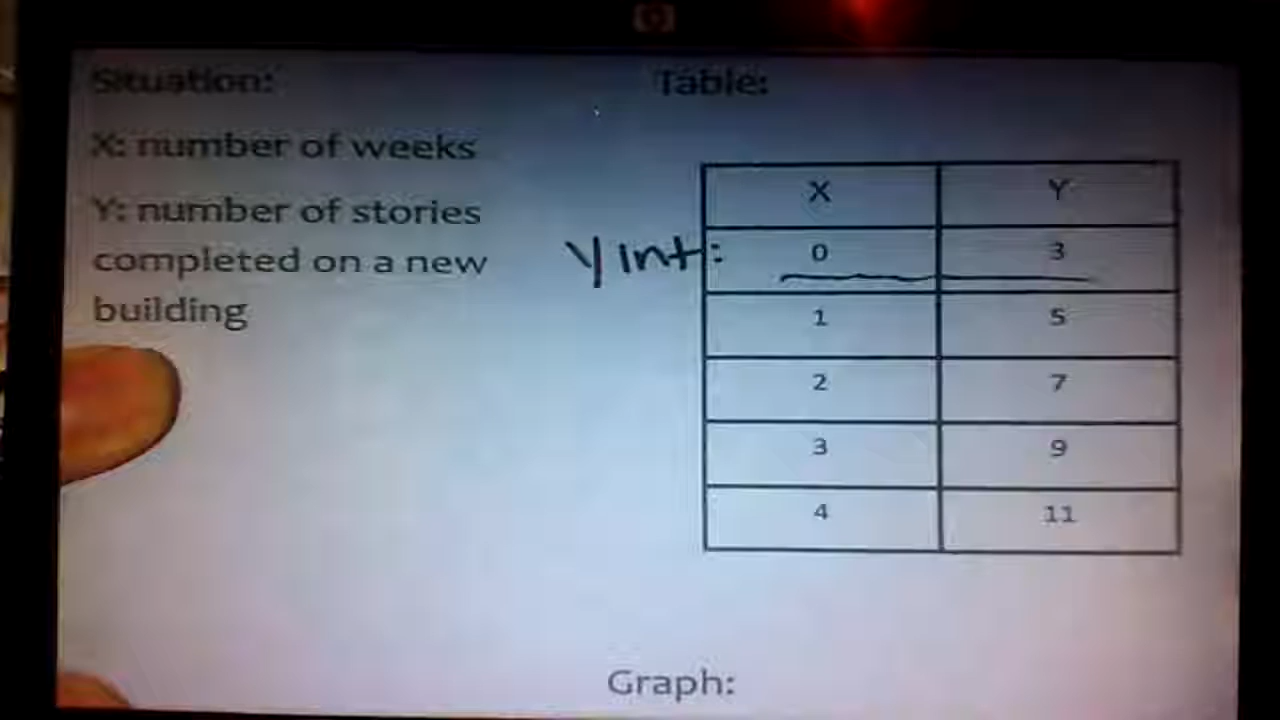 Situation:
X: number of weeks
Y: number of stories
completed on a new
building
Table:
X Y
Y Int: 0 3
1 5
2 7
3 9
4 11
Graph: